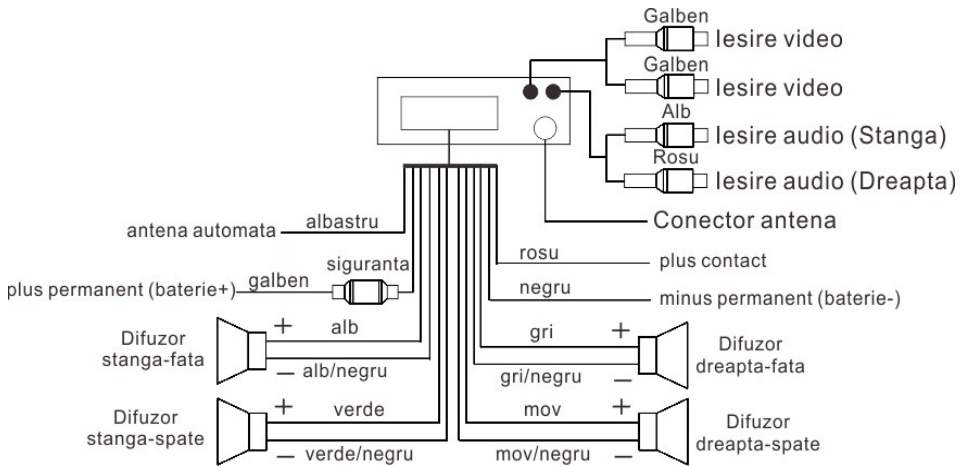 Galben
Iesire video
Galben
Iesire video
Alb
Iesire audio (Stanga)
Rosu
Iesire audio (Dreapta)
Conector antena
antena automata
albastru
rosu
plus contact
plus permanent (baterie+)
galben
siguranta
negru
minus permanent (baterie-)
Difuzor
stanga-fata
+
alb
– alb/negru
gri
+
gri/negru –
Difuzor
dreapta-fata
Difuzor
stanga-spate
+
verde
– verde/negru
mov
+
mov/negru –
Difuzor
dreapta-spate